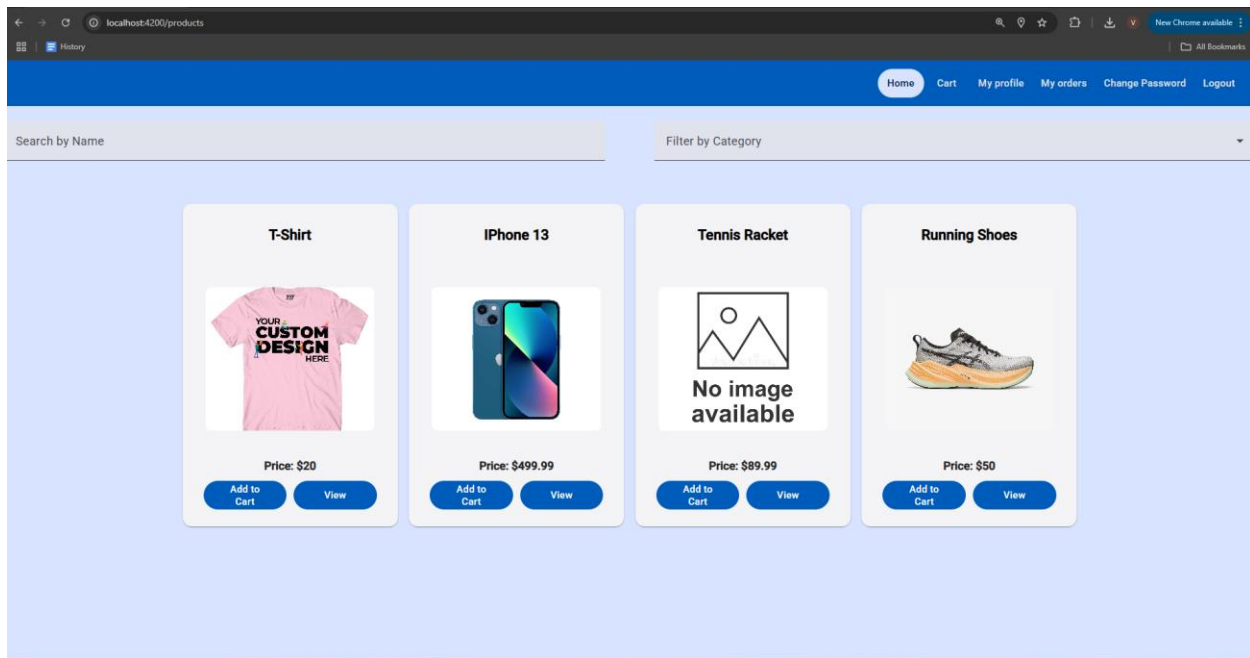 localhost:4200/products
New Chrome available
History
All Bookmarks
Home Cart My profile My orders Change Password Logout
Search by Name
Filter by Category
T-Shirt
YOUR
CUSTOM
DESIGN
HERE
Price: $20
Add to
Cart
View
IPhone 13
Price: $499.99
Add to
Cart
View
Tennis Racket
No image
available
Price: $89.99
Add to
Cart
View
Running Shoes
Price: $50
Add to
Cart
View